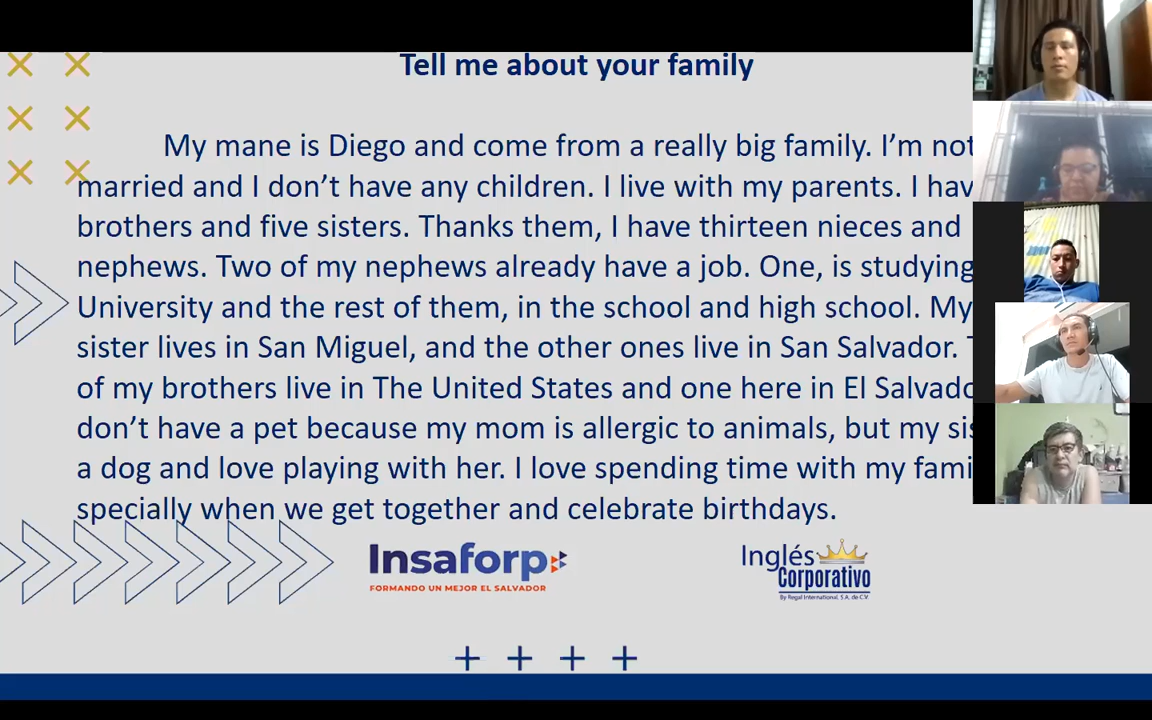 Tell me about your family
My mane is Diego and come from a really big family. I'm not
married and I don't have any children. I live with my parents. I
brothers and five sisters. Thanks them, I have thirteen nieces and
nephews. Two of my nephews already have a job. One, is studying
University and the rest of them, in the school and high school. My
sister lives in San Miguel, and the other ones live in San Salvador.
of my brothers live in The United States and one here in El
don't have a pet because my mom is allergic to animals, but my
a dog and love playing with her. I love spending time with my
specially when we get together and celebrate birthdays.
Insaforp
FORMANDO UN MEJOR EL SALVADOR
Inglés
Corporativo
By Regal International, S.A. de C.V.